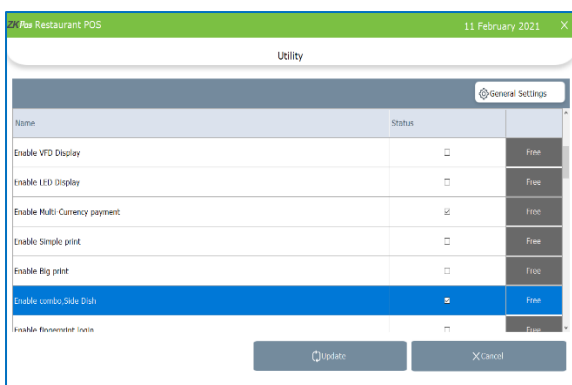 ZKPos Restaurant POS 11 February 2021 X
Utility
General Settings
Name Status
Enable VFD Display Free
Enable LED Display Free
Enable Multi-Currency payment Free
Enable Simple print Free
Enable Big print Free
Enable combo,Side Dish Free
Enable fingerprint login Free
Update Cancel